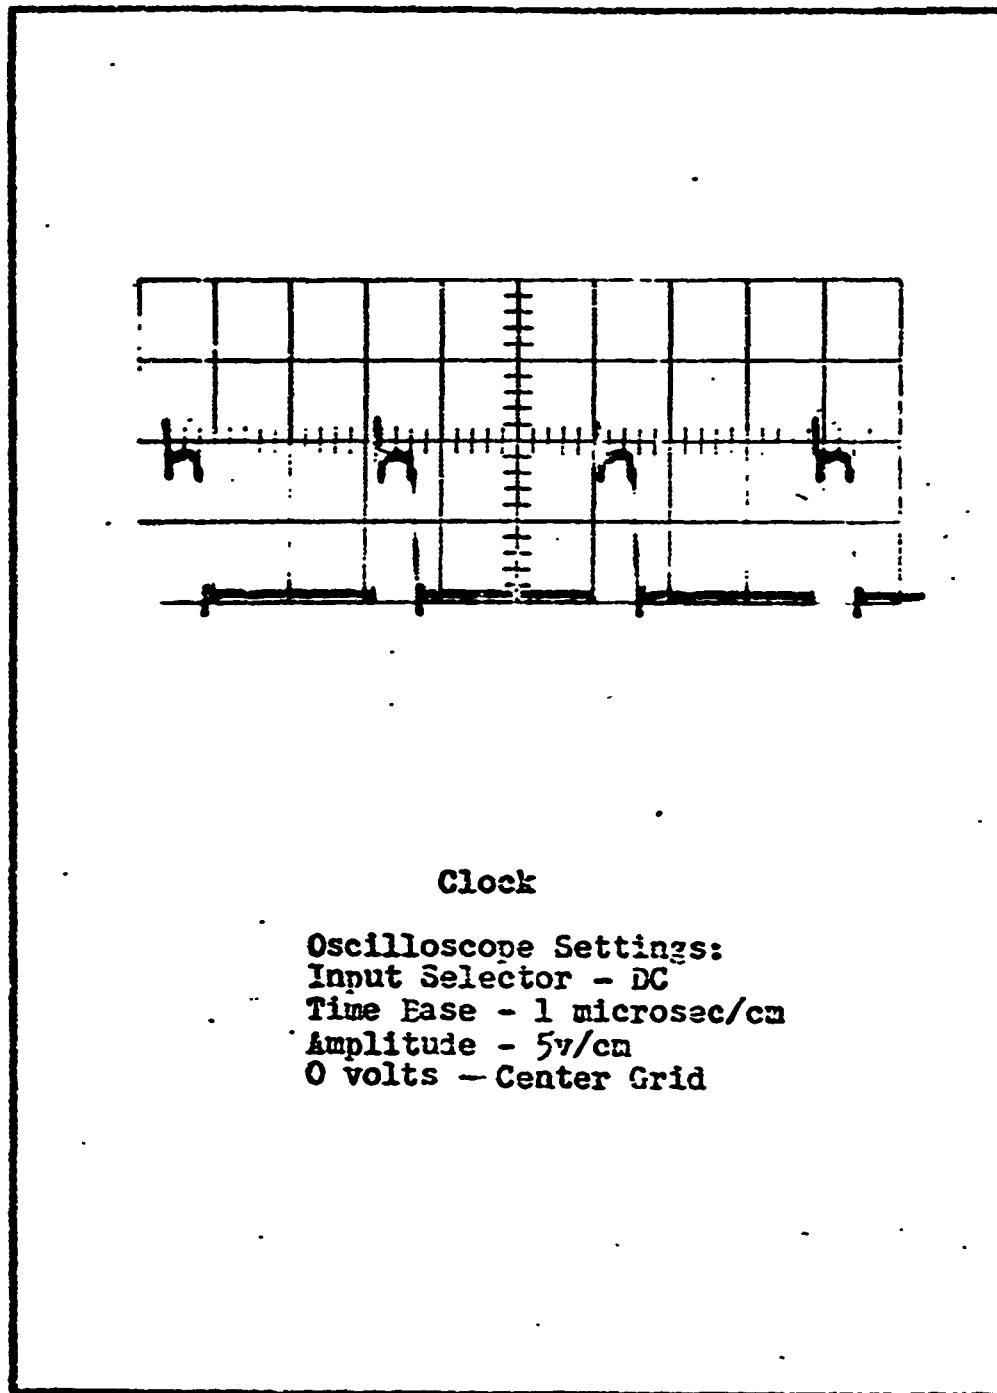 Clock
Oscilloscope Settings:
Input Selector - DC
Time Base - 1 microsec/cm
Amplitude - 5v/cm
0 volts - Center Grid